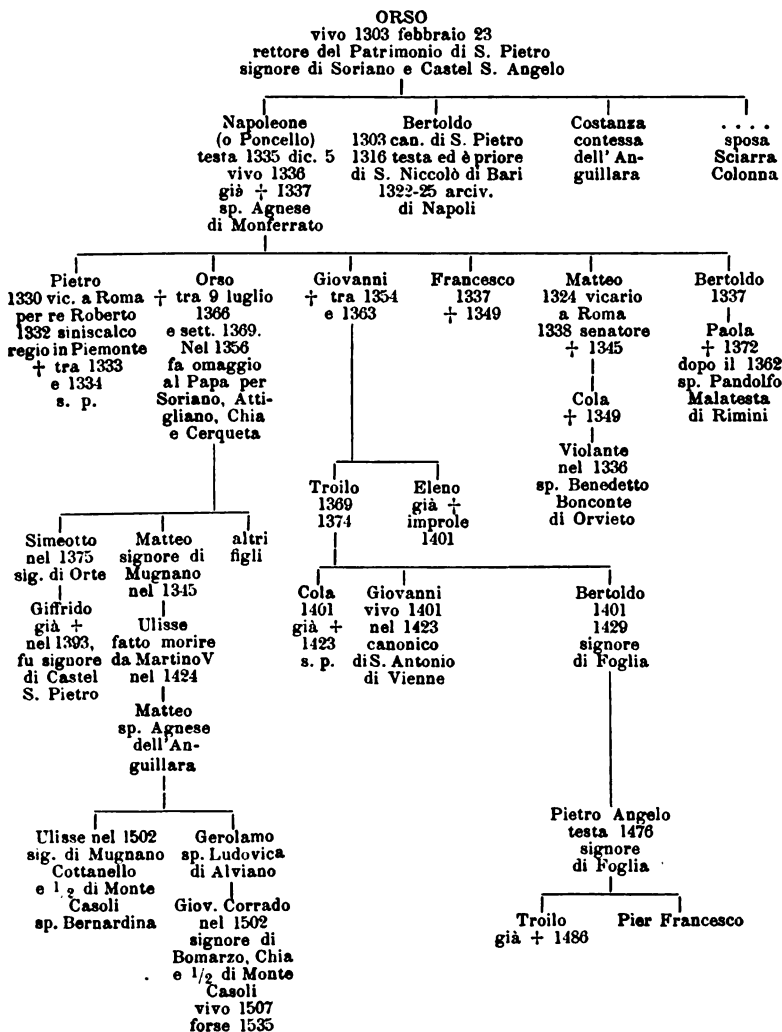 ORSO
vivo 1303 febbraio 23
rettore del Patrimonio di S. Pietro
signore di Soriano e Castel S. Angelo
Napoleone
(o Poncello)
testa 1335 dic. 5
vivo 1336
già † 1337
sp. Agnese
di Monferrato
Bertoldo
1303 can. di S. Pietro
1316 testa ed è priore
di S. Niccolò di Bari
1322-25 arciv.
di Napoli
Costanza
contessa
dell'An-
guillara
. . . .
sposa
Sciarra
Colonna
Pietro
1330 vic. a Roma
per re Roberto
1332 siniscalco
regio in Piemonte
† tra 1333
e 1334
s. p.
Orso
† tra 9 luglio
1366
e sett. 1369.
Nel 1356
fa omaggio
al Papa per
Soriano, Atti-
gliano, Chia
e Cerqueta
Giovanni
† tra 1354
e 1363
Francesco
1337
† 1349
Matteo
1324 vicario
a Roma
1338 senatore
† 1345
Cola
† 1349
Violante
nel 1336
sp. Benedetto
Bonconte
di Orvieto
Bertoldo
1337
Paola
† 1372
dopo il 1362
sp. Pandolfo
Malatesta
di Rimini
Troilo
1369
1374
Eleno
già †
improle
1401
Simeotto
nel 1375
sig. di Orte
Giffrido
già †
nel 1393,
fu signore
di Castel
S. Pietro
Matteo
signore di
Mugnano
nel 1345
Ulisse
fatto morire
da Martino V
nel 1424
Matteo
sp. Agnese
dell'An-
guillara
altri
figli
Cola
1401
già †
1423
s. p.
Giovanni
vivo 1401
nel 1423
canonico
di S. Antonio
di Vienne
Bertoldo
1401
1429
signore
di Foglia
Pietro Angelo
testa 1476
signore
di Foglia
Ulisse nel 1502
sig. di Mugnano
Cottanello
e 1/2 di Monte
Casoli
sp. Bernardina
Gerolamo
sp. Ludovica
di Alviano
Giov. Corrado
nel 1502
signore di
Bomarzo, Chia
e 1/2 di Monte
Casoli
vivo 1507
forse 1535
Troilo
già † 1486
Pier Francesco